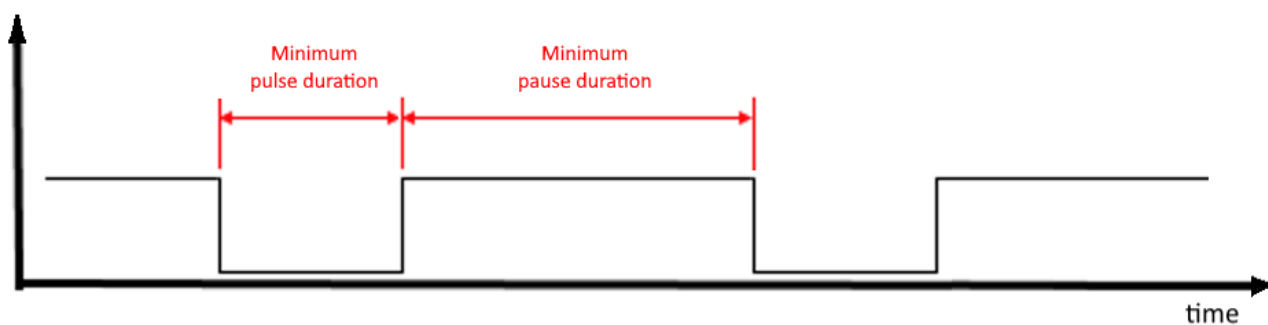 Minimum
pulse duration
Minimum
pause duration
time